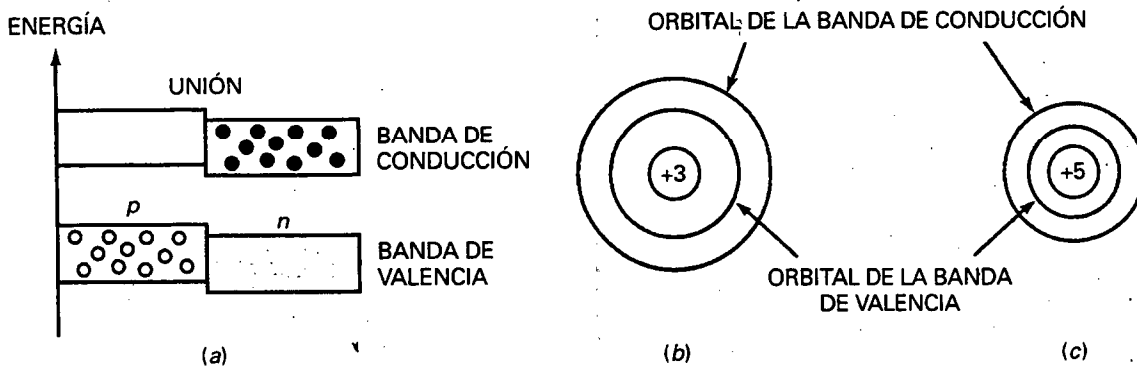 ENERGÍA
UNIÓN
BANDA DE
CONDUCCIÓN
p
n
BANDA DE
VALENCIA
(a)
ORBITAL DE LA BANDA DE CONDUCCIÓN
+3
+5
ORBITAL DE LA BANDA
DE VALENCIA
(b)
(c)